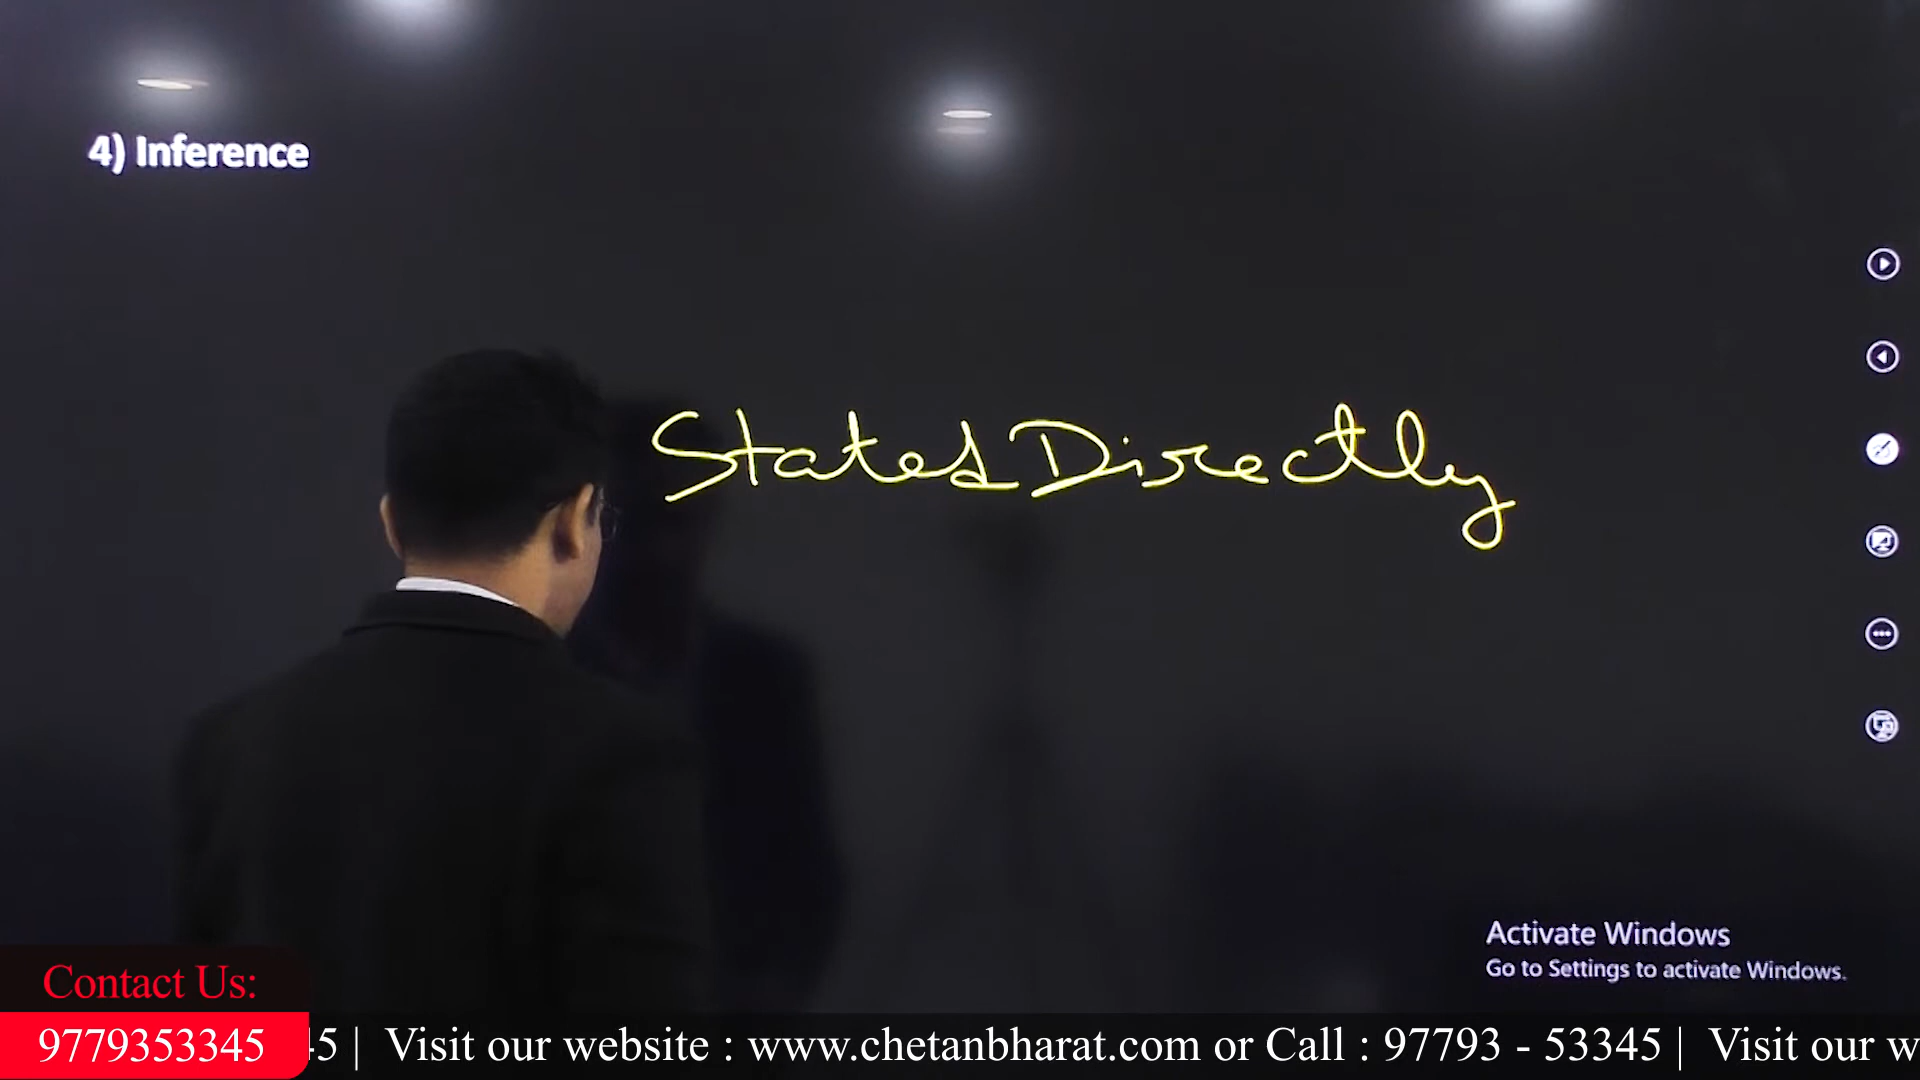 4) Inference
Stated Directly
Activate Windows
Go to Settings to activate Windows.
Contact Us:
9779353345
45 | Visit our website : www.chetanbharat.com or Call : 97793 - 53345 | Visit our w